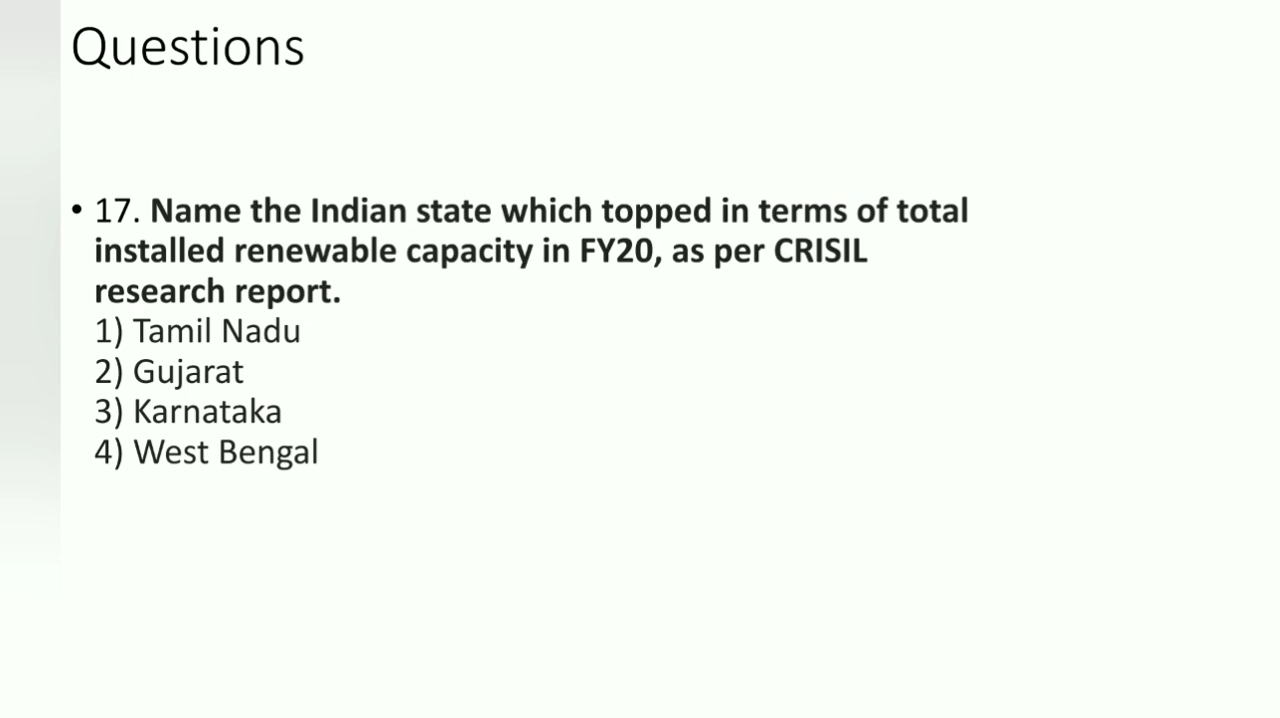 Questions
• 17. Name the Indian state which topped in terms of total
installed renewable capacity in FY20, as per CRISIL
research report.
1) Tamil Nadu
2) Gujarat
3) Karnataka
4) West Bengal